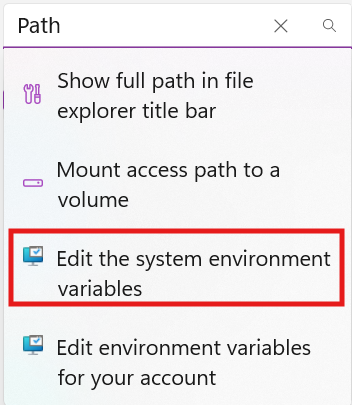 Path
Show full path in file
explorer title bar
Mount access path to a
volume
Edit the system environment
variables
Edit environment variables
for your account